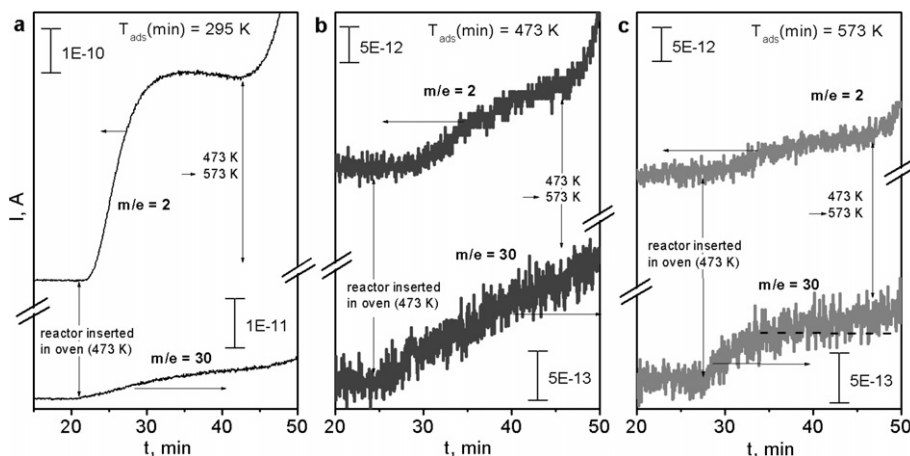 a
T_ads(min) = 295 K
1E-10
m/e = 2
473 K
→ 573 K
reactor inserted
in oven (473 K)
1E-11
m/e = 30
I, A
20 30 40 50
t, min
b
T_ads(min) = 473 K
5E-12
m/e = 2
473 K
→ 573 K
m/e = 30
reactor inserted
in oven (473 K)
5E-13
20 30 40 50
t, min
c
T_ads(min) = 573 K
5E-12
m/e = 2
473 K
→ 573 K
reactor inserted
in oven (473 K)
m/e = 30
5E-13
20 30 40 50
t, min